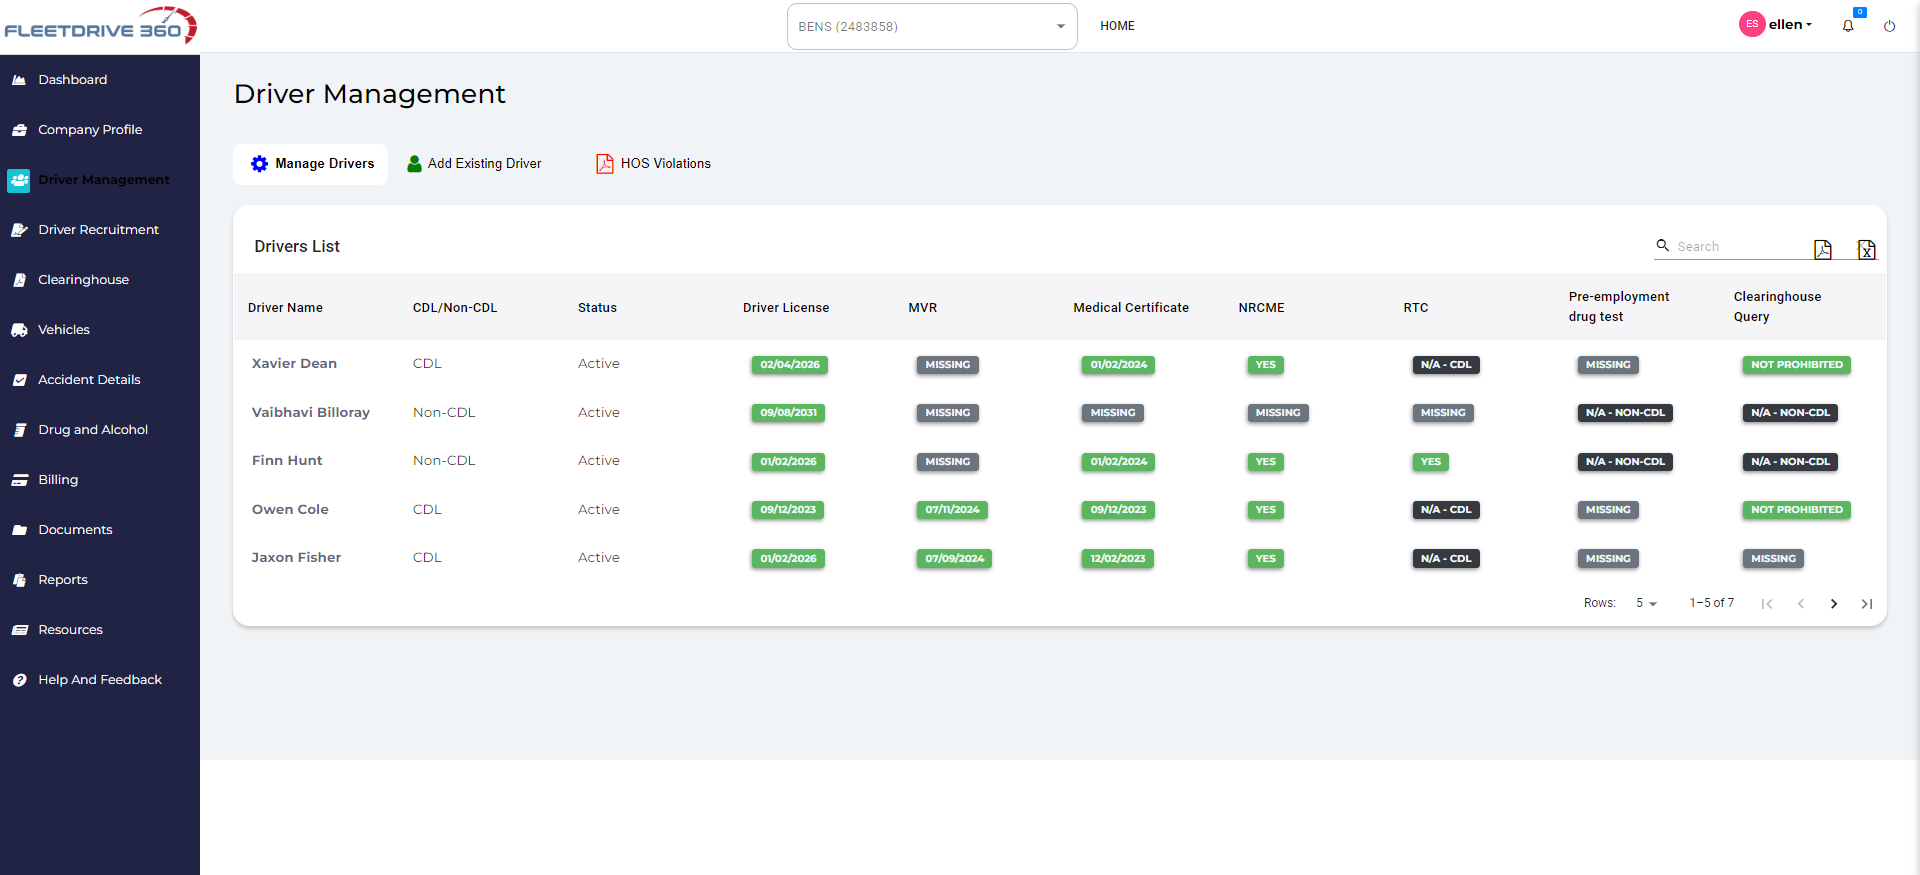 FLEETDRIVE 360
BENS (2483858)
HOME
ES
ellen
0
Dashboard
Company Profile
Driver Management
Driver Recruitment
Clearinghouse
Vehicles
Accident Details
Drug and Alcohol
Billing
Documents
Reports
Resources
Help And Feedback
Driver Management
Manage Drivers
Add Existing Driver
HOS Violations
Drivers List
Search
Driver Name CDL/Non-CDL Status Driver License MVR Medical Certificate NRCME RTC Pre-employment drug test Clearinghouse Query
Xavier Dean CDL Active 02/04/2026 MISSING 01/02/2024 YES N/A - CDL MISSING NOT PROHIBITED
Vaibhavi Billoray Non-CDL Active 09/08/2031 MISSING MISSING MISSING MISSING N/A - NON-CDL N/A - NON-CDL
Finn Hunt Non-CDL Active 01/02/2026 MISSING 01/02/2024 YES YES N/A - NON-CDL N/A - NON-CDL
Owen Cole CDL Active 09/12/2023 07/11/2024 09/12/2023 YES N/A - CDL MISSING NOT PROHIBITED
Jaxon Fisher CDL Active 01/02/2026 07/09/2024 12/02/2023 YES N/A - CDL MISSING MISSING
Rows: 5 1–5 of 7